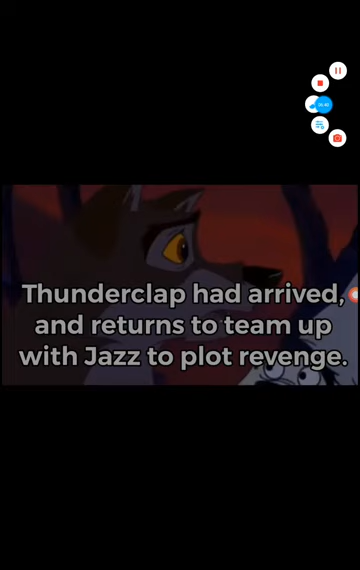 Thunderclap had arrived,
and returns to team up
with Jazz to plot revenge.